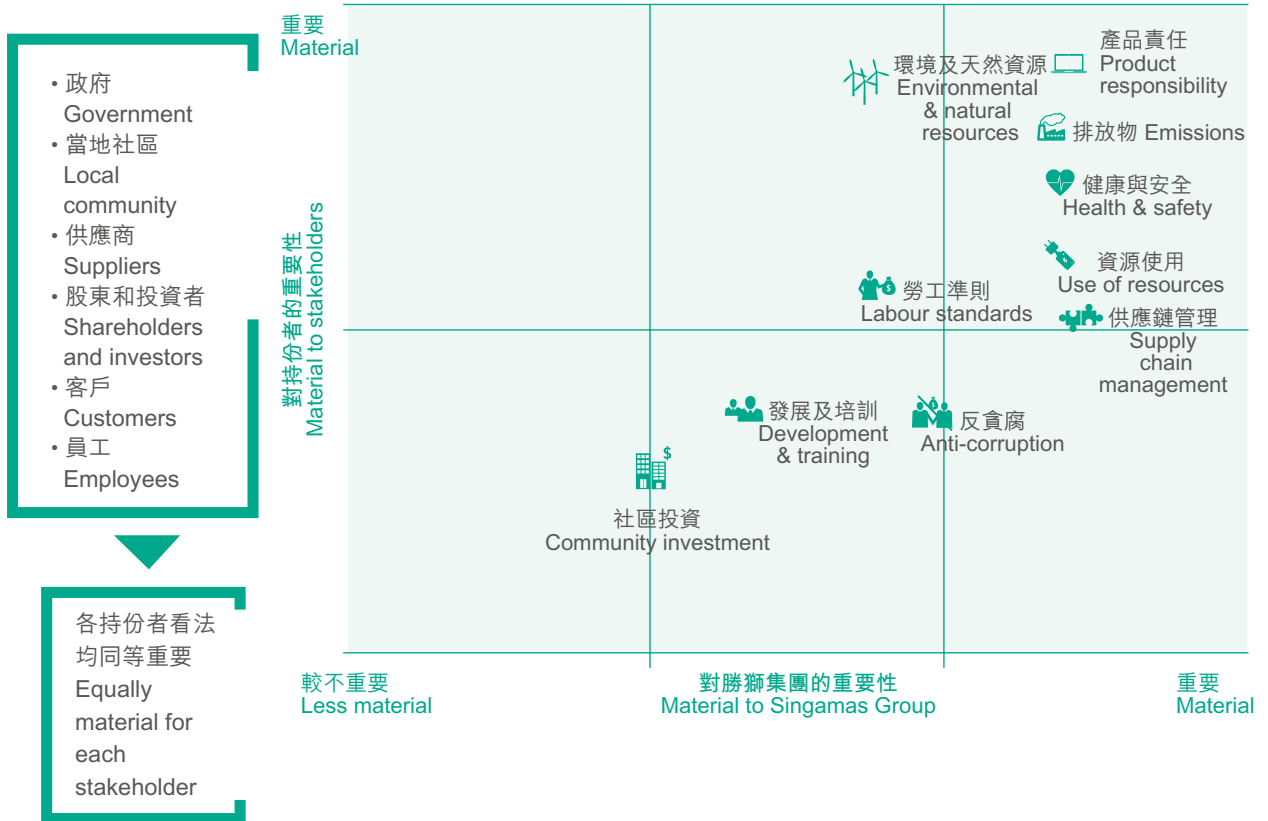 • 政府
Government
• 當地社區
Local
community
• 供應商
Suppliers
• 股東和投資者
Shareholders
and investors
• 客戶
Customers
• 員工
Employees
各持份者看法
均同等重要
Equally
material for
each
stakeholder
重要
Material
對持份者的重要性
Material to stakeholders
環境及天然資源
Environmental
& natural
resources
產品責任
Product
responsibility
排放物 Emissions
健康與安全
Health & safety
資源使用
Use of resources
勞工準則
Labour standards
供應鏈管理
Supply
chain
management
發展及培訓
Development
& training
反貪腐
Anti-corruption
$
社區投資
Community investment
較不重要
Less material
對勝獅集團的重要性
Material to Singamas Group
重要
Material